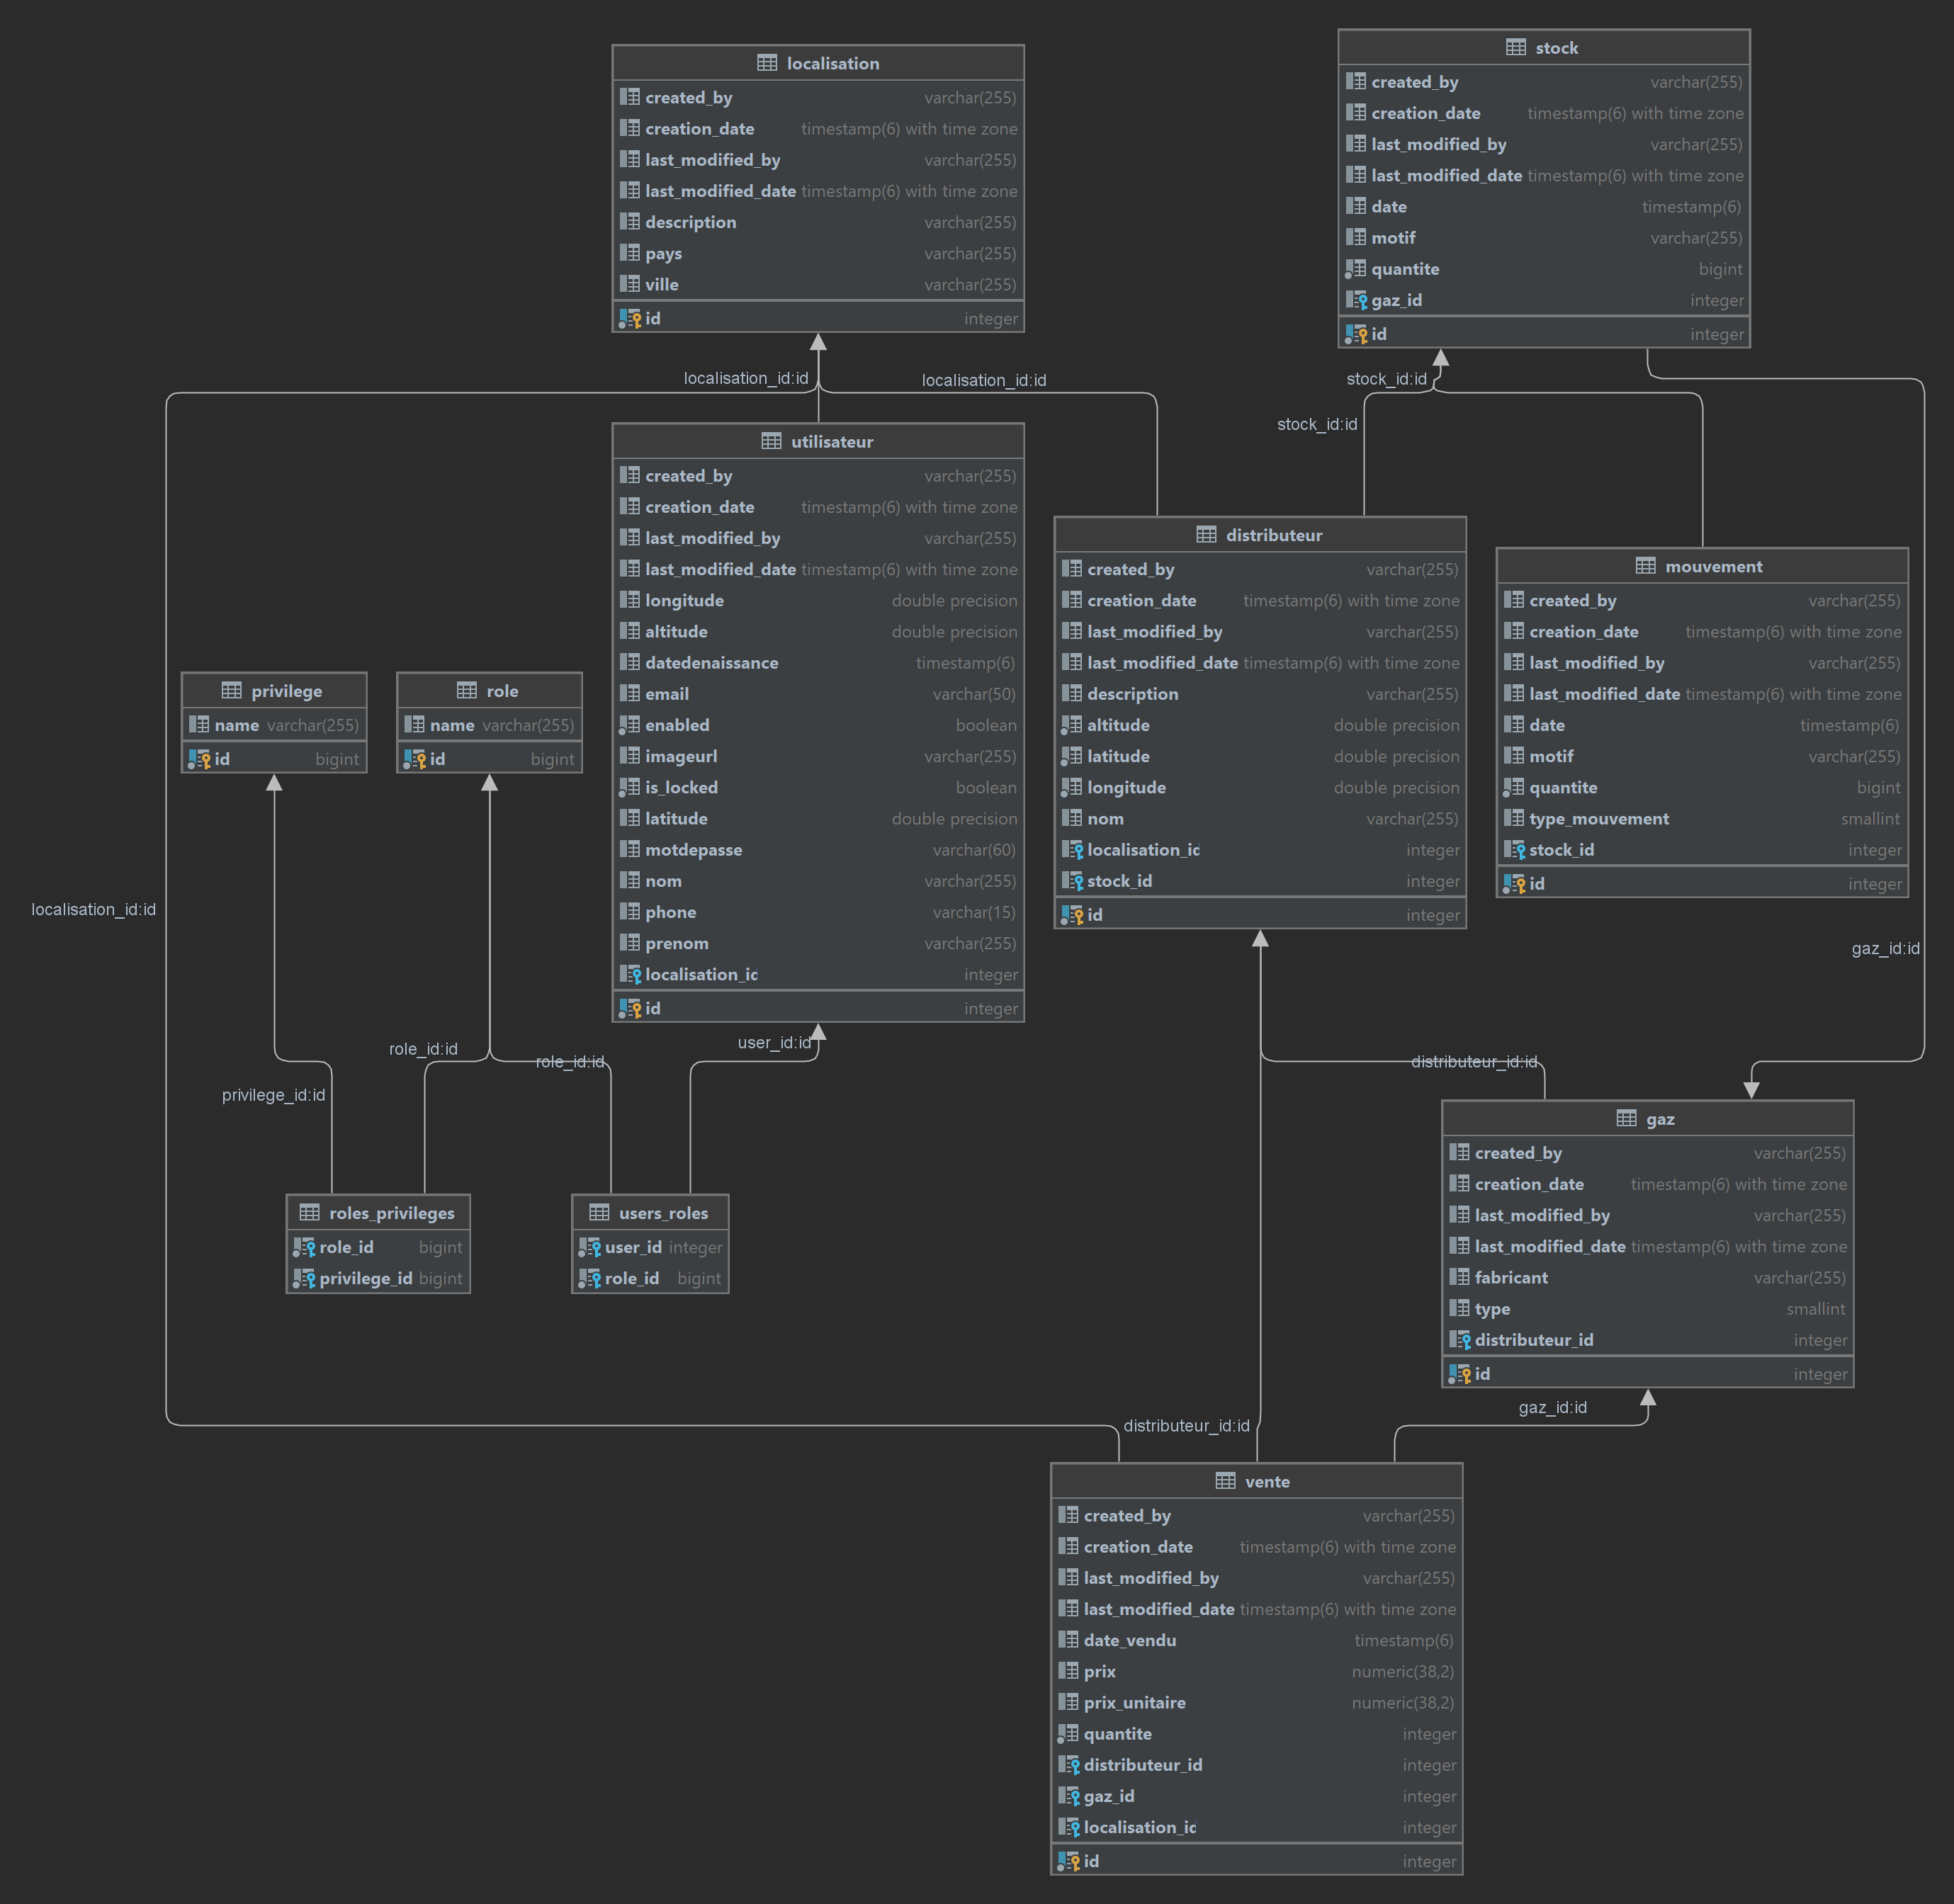 localisation
created_by varchar(255)
creation_date timestamp(6) with time zone
last_modified_by varchar(255)
last_modified_date timestamp(6) with time zone
description varchar(255)
pays varchar(255)
ville varchar(255)
id integer
stock
created_by varchar(255)
creation_date timestamp(6) with time zone
last_modified_by varchar(255)
last_modified_date timestamp(6) with time zone
date timestamp(6)
motif varchar(255)
quantite bigint
gaz_id integer
id integer
localisation_id:id
localisation_id:id
stock_id:id
stock_id:id
utilisateur
created_by varchar(255)
creation_date timestamp(6) with time zone
last_modified_by varchar(255)
last_modified_date timestamp(6) with time zone
longitude double precision
altitude double precision
datedenaissance timestamp(6)
email varchar(50)
enabled boolean
imageurl varchar(255)
is_locked boolean
latitude double precision
motdepasse varchar(60)
nom varchar(255)
phone varchar(15)
prenom varchar(255)
localisation_id integer
id integer
distributeur
created_by varchar(255)
creation_date timestamp(6) with time zone
last_modified_by varchar(255)
last_modified_date timestamp(6) with time zone
description varchar(255)
altitude double precision
latitude double precision
longitude double precision
nom varchar(255)
localisation_id integer
stock_id integer
id integer
mouvement
created_by varchar(255)
creation_date timestamp(6) with time zone
last_modified_by varchar(255)
last_modified_date timestamp(6) with time zone
date timestamp(6)
motif varchar(255)
quantite bigint
type_mouvement smallint
stock_id integer
id integer
privilege
name varchar(255)
id bigint
role
name varchar(255)
id bigint
localisation_id:id
gaz_id:id
role_id:id
role_id:id
user_id:id
privilege_id:id
distributeur_id:id
roles_privileges
role_id bigint
privilege_id bigint
users_roles
user_id integer
role_id bigint
gaz
created_by varchar(255)
creation_date timestamp(6) with time zone
last_modified_by varchar(255)
last_modified_date timestamp(6) with time zone
fabricant varchar(255)
type smallint
distributeur_id integer
id integer
gaz_id:id
distributeur_id:id
vente
created_by varchar(255)
creation_date timestamp(6) with time zone
last_modified_by varchar(255)
last_modified_date timestamp(6) with time zone
date_vendu timestamp(6)
prix numeric(38,2)
prix_unitaire numeric(38,2)
quantite integer
distributeur_id integer
gaz_id integer
localisation_id integer
id integer